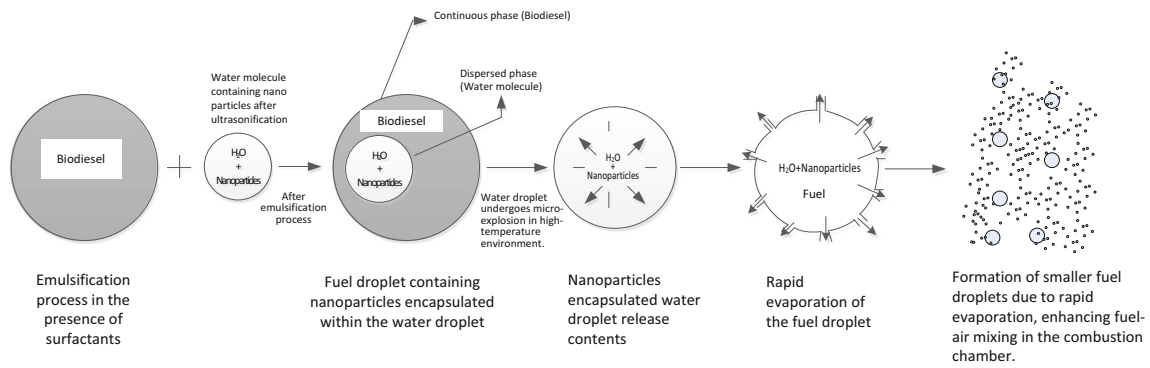 Continuous phase (Biodiesel)
Dispersed phase
(Water molecule)
Water molecule
containing nano
particles after
ultrasonification
Biodiesel
H₂O
+
Nanoparticles
After
emulsification
process
Biodiesel
H₂O
+
Nanoparticles
Water droplet
undergoes micro-
explosion in high-
temperature
environment.
H₂O
+
Nanoparticles
H₂O+Nanoparticles
Fuel
Emulsification
process in the
presence of
surfactants
Fuel droplet containing
nanoparticles encapsulated
within the water droplet
Nanoparticles
encapsulated water
droplet release
contents
Rapid
evaporation of
the fuel droplet
Formation of smaller fuel
droplets due to rapid
evaporation, enhancing fuel-
air mixing in the combustion
chamber.